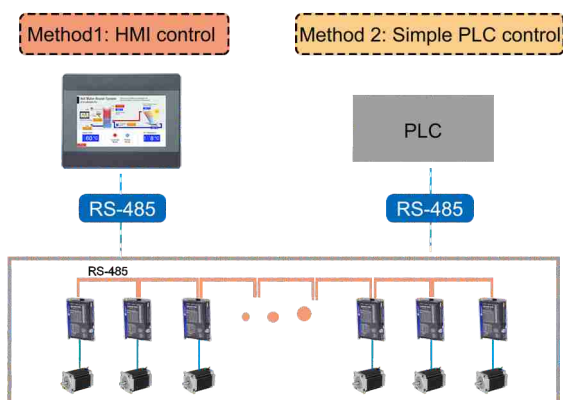 Method1: HMI control
Method 2: Simple PLC control
PLC
RS-485
RS-485
RS-485